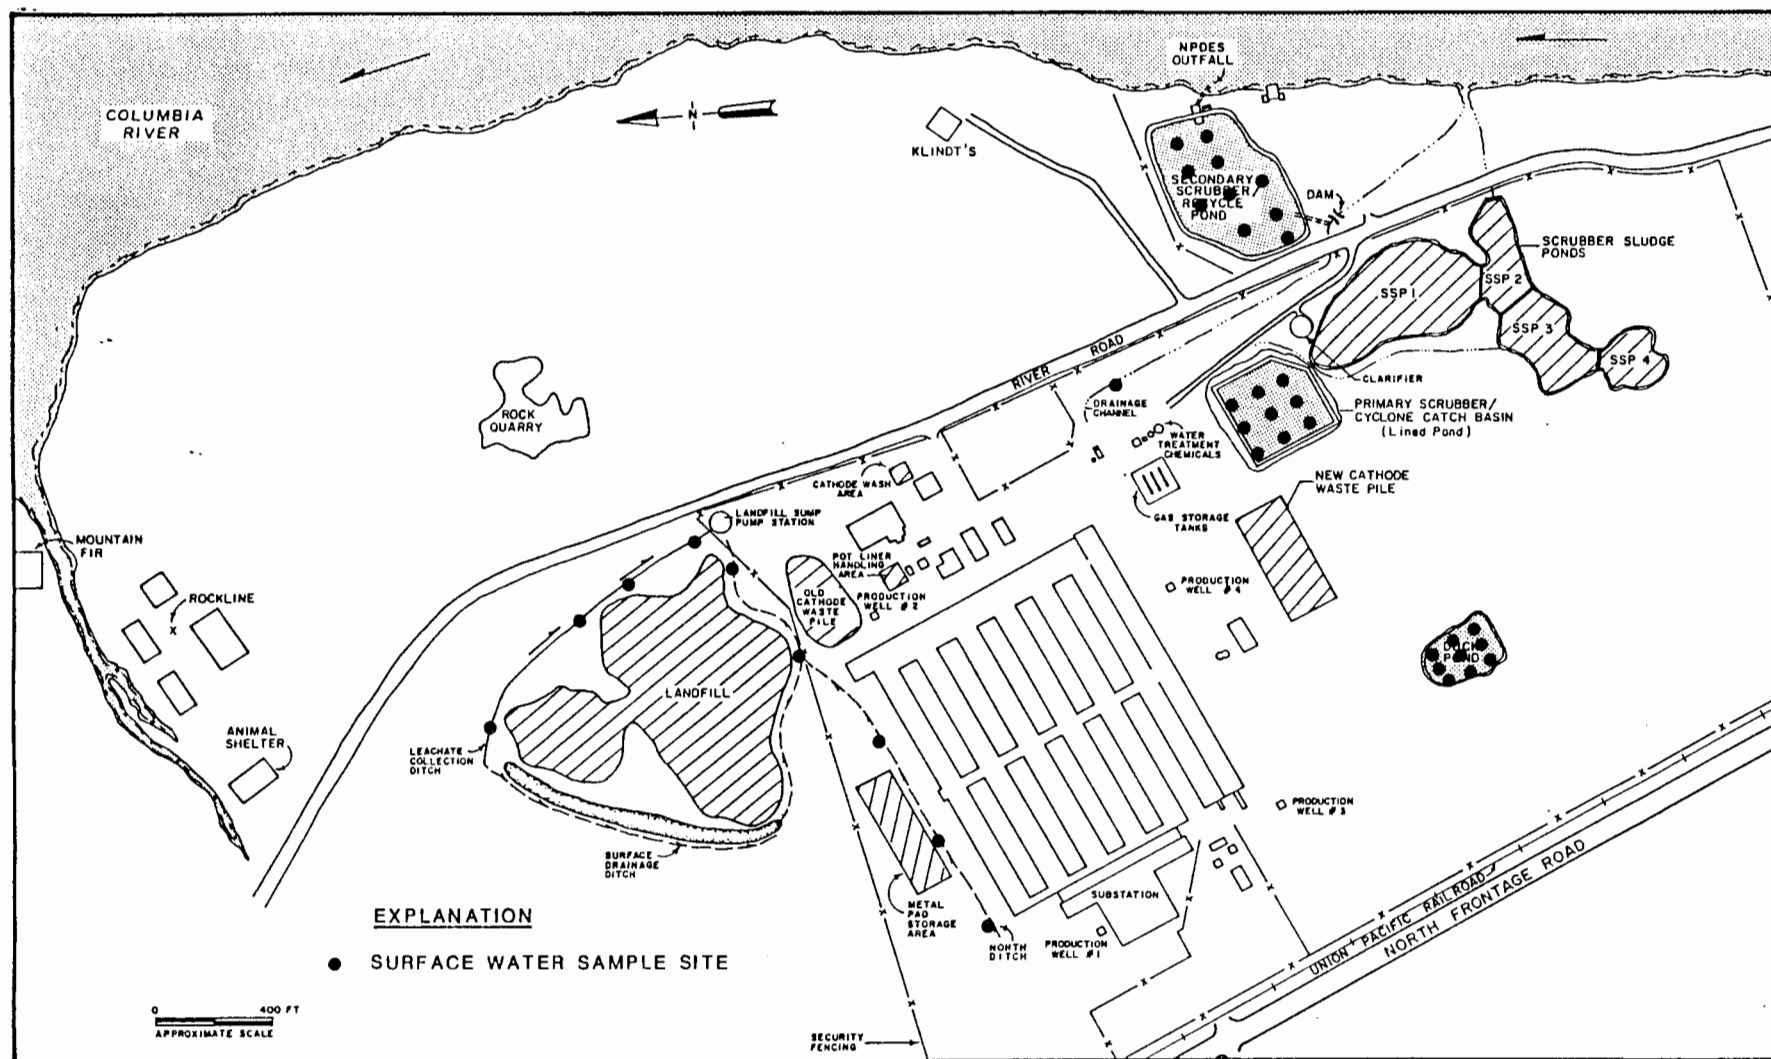 NPDES
OUTFALL
COLUMBIA
RIVER
N
KLINDT'S
SECONDARY
SCRUBBER
RECYCLE
POND
DAM
SCRUBBER SLUDGE
PONDS
SSP 1
SSP 2
SSP 3
SSP 4
RIVER ROAD
CLARIFIER
DRAINAGE
CHANNEL
PRIMARY SCRUBBER/
CYCLONE CATCH BASIN
(Lined Pond)
ROCK
QUARRY
WATER
TREATMENT
CHEMICALS
CATHODE WASH
AREA
NEW CATHODE
WASTE PILE
LANDFILL SUMP
PUMP STATION
GAS STORAGE
TANKS
MOUNTAIN
FIR
POT LINER
HANDLING
AREA
ROCKLINE
OLD
CATHODE
WASTE
PILE
PRODUCTION
WELL #2
PRODUCTION
WELL #4
DUCK
POND
LANDFILL
ANIMAL
SHELTER
LEACHATE
COLLECTION
DITCH
PRODUCTION
WELL #3
SURFACE
DRAINAGE
DITCH
SUBSTATION
METAL
PAD
STORAGE
AREA
NORTH
DITCH
PRODUCTION
WELL #1
UNION PACIFIC RAILROAD
NORTH FRONTAGE ROAD
EXPLANATION
● SURFACE WATER SAMPLE SITE
0 400 FT
APPROXIMATE SCALE
SECURITY
FENCING